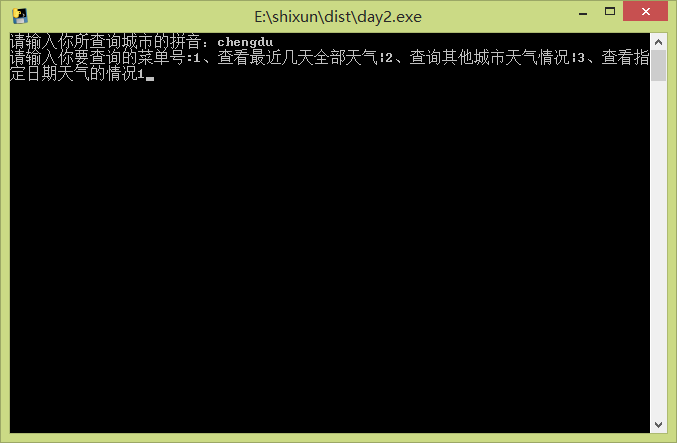 E:\shixun\dist\day2.exe
请输入你所查询城市的拼音：chengdu
请输入你要查询的菜单号:1、查看最近几天全部天气|2、查询其他城市天气情况|3、查看指
定日期天气的情况1